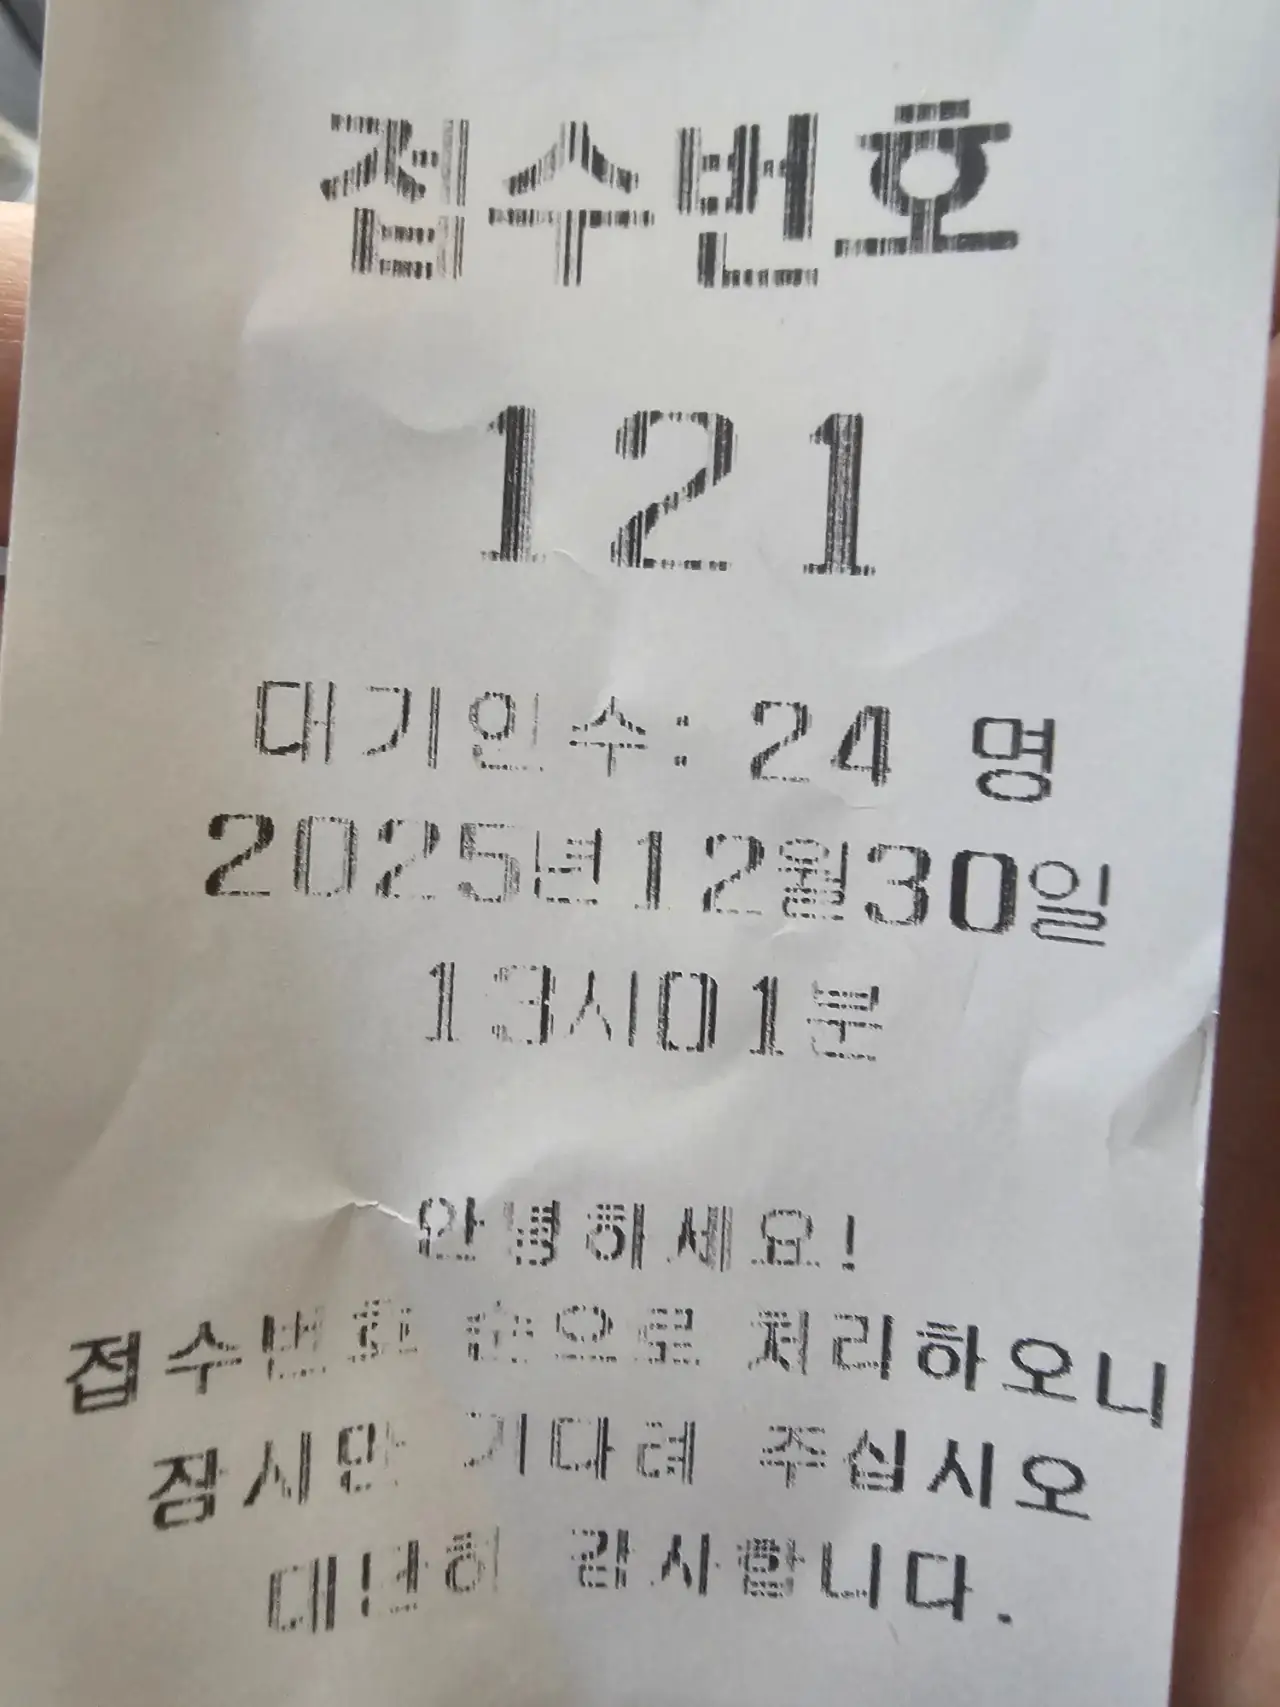 접수번호
121
대기인수: 24 명
2025년12월30일
13시01분
안녕하세요!
접수번호 순으로 처리하오니
잠시만 기다려 주십시오
대단히 감사합니다.